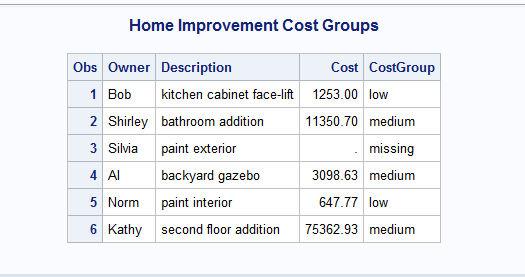 Home Improvement Cost Groups
Obs Owner Description Cost CostGroup
1 Bob kitchen cabinet face-lift 1253.00 low
2 Shirley bathroom addition 11350.70 medium
3 Silvia paint exterior . missing
4 Al backyard gazebo 3098.63 medium
5 Norm paint interior 647.77 low
6 Kathy second floor addition 75362.93 medium